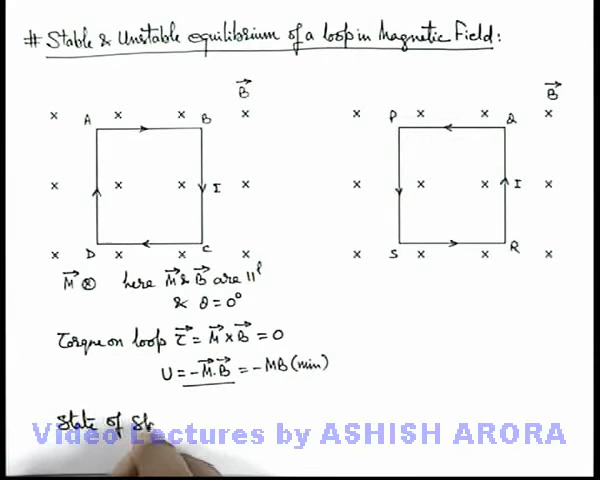 # Stable & Unstable equilibrium of a loop in Magnetic Field:
B B
× A × × B × × P × × Q ×
× × × I × × × × I ×
× D × × C × × S × × R ×
M ⊗ here M & B are ||l
& θ = 0°
Torque on loop τ = M × B = 0
U = -M.B = -MB (min)
State of Sta
Video Lectures by ASHISH ARORA